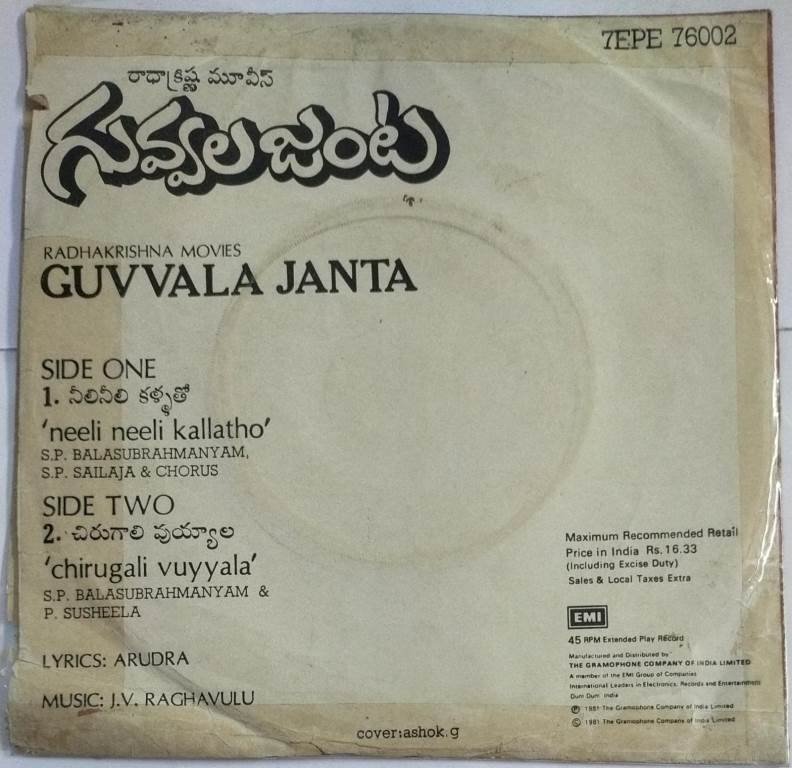 7EPE 76002
రాధాక్రిష్ణ మూవీస్
గువ్వలజంట
RADHAKRISHNA MOVIES
GUVVALA JANTA
SIDE ONE
1. నీలినీలి కళ్ళతో
'neeli neeli kallatho'
S.P. BALASUBRAHMANYAM,
S.P. SAILAJA & CHORUS
SIDE TWO
2. చిరుగాలి వుయ్యాల
'chirugali vuyyala'
S.P. BALASUBRAHMANYAM &
P. SUSHEELA
LYRICS: ARUDRA
MUSIC: J.V. RAGHAVULU
Maximum Recommended Retail
Price in India Rs. 16.33
(Including Excise Duty)
Sales & Local Taxes Extra
EMI
45 RPM Extended Play Record
Manufactured and Distributed by
THE GRAMOPHONE COMPANY OF INDIA LIMITED
A member of the EMI Group of Companies
International Leaders in Electronics, Records and Entertainment
Dum Dum India
℗ 1981 The Gramophone Company of India Limited
© 1981 The Gramophone Company of India Limited
cover:ashok.g